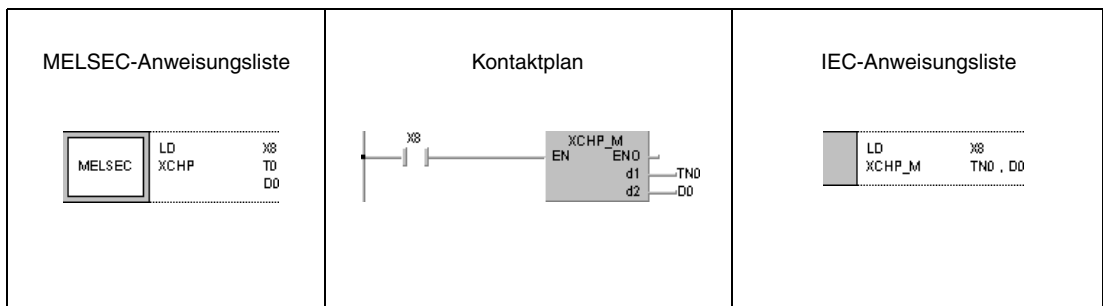 MELSEC-Anweisungsliste
MELSEC
LD X8
XCHP T0
D0
Kontaktplan
X8
XCHP_M
EN ENO
d1 TN0
d2 D0
IEC-Anweisungsliste
LD X8
XCHP_M TN0 , D0